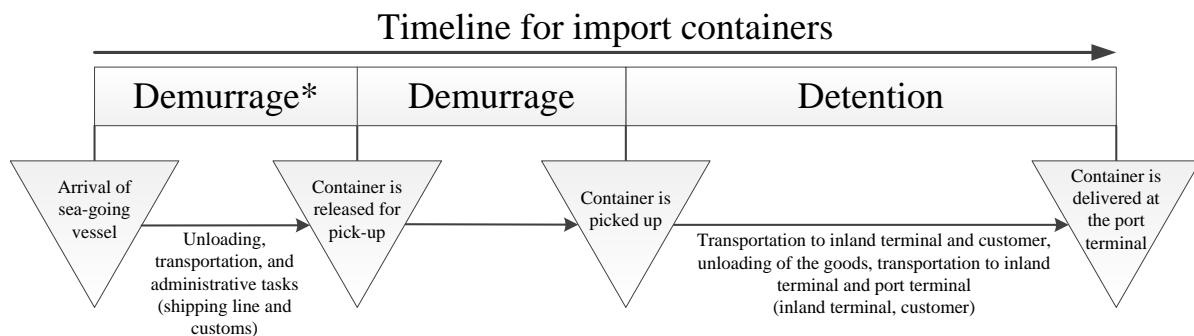 Timeline for import containers
Demurrage*
Demurrage
Detention
Arrival of
sea-going
vessel
Unloading,
transportation, and
administrative tasks
(shipping line and
customs)
Container is
released for
pick-up
Container is
picked up
Transportation to inland terminal and customer,
unloading of the goods, transportation to inland
terminal and port terminal
(inland terminal, customer)
Container is
delivered at
the port
terminal